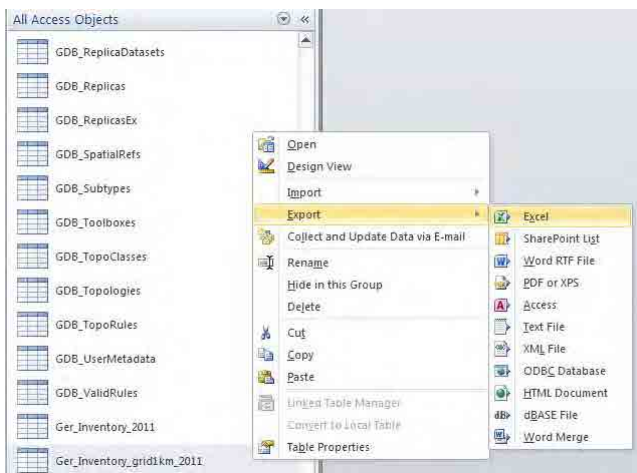 All Access Objects
GDB_ReplicaDatasets
GDB_Replicas
GDB_ReplicasEx
GDB_SpatialRefs
GDB_Subtypes
GDB_Toolboxes
GDB_TopoClasses
GDB_Topologies
GDB_TopoRules
GDB_UserMetadata
GDB_ValidRules
Ger_Inventory_2011
Ger_Inventory_grid1km_2011
Open
Design View
Import
Export
Collect and Update Data via E-mail
Rename
Hide in this Group
Delete
Cut
Copy
Paste
Linked Table Manager
Convert to Local Table
Table Properties
Excel
SharePoint List
Word RTF File
PDF or XPS
Access
Text File
XML File
ODBC Database
HTML Document
dBASE File
Word Merge